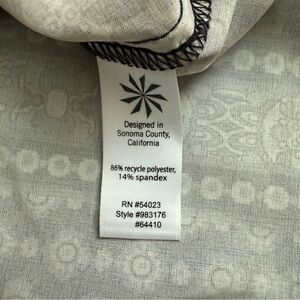 Designed in
Sonoma County,
California
86% recycle polyester,
14% spandex
RN #54023
Style #983176
#64410